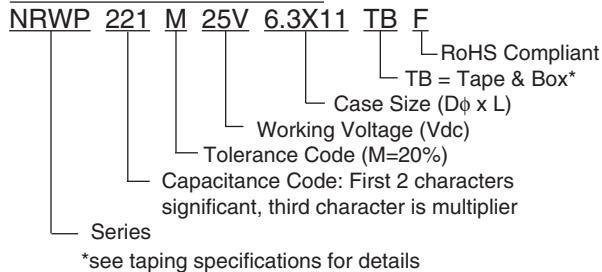 NRWP 221 M 25V 6.3X11 TB F
RoHS Compliant
TB = Tape & Box*
Case Size (Dϕ x L)
Working Voltage (Vdc)
Tolerance Code (M=20%)
Capacitance Code: First 2 characters
significant, third character is multiplier
Series
*see taping specifications for details